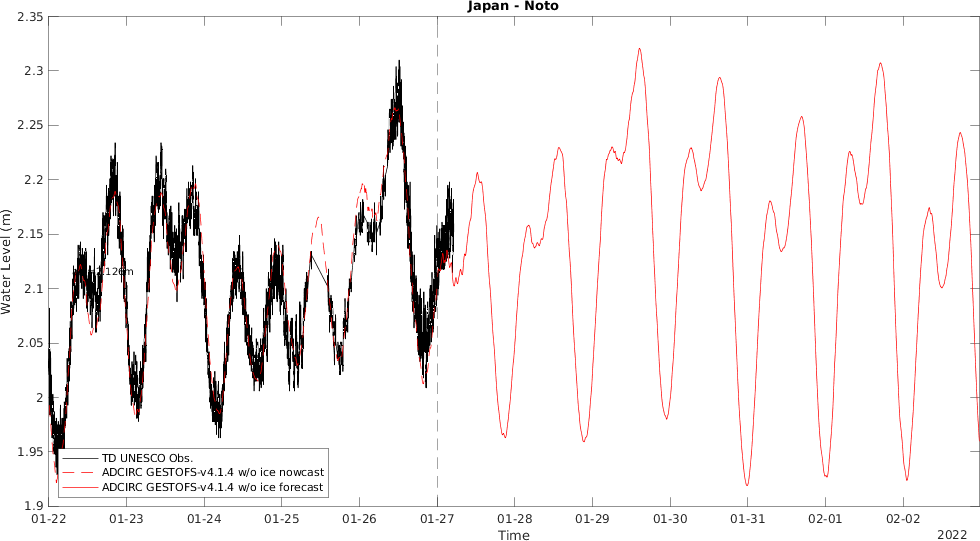 Japan - Noto
Water Level (m)
2.35
2.3
2.25
2.2
2.15
2.1
2.05
2
1.95
1.9
.126m
TD UNESCO Obs.
ADCIRC GESTOFS-v4.1.4 w/o ice nowcast
ADCIRC GESTOFS-v4.1.4 w/o ice forecast
01-22 01-23 01-24 01-25 01-26 01-27 01-28 01-29 01-30 01-31 02-01 02-02
Time
2022